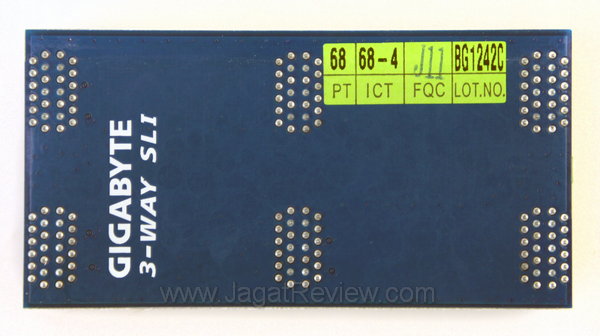 68 68-4 J11 BG1242C
PT ICT FQC LOT.NO.
GIGABYTE
3-WAY SLI
www.JagatReview.com